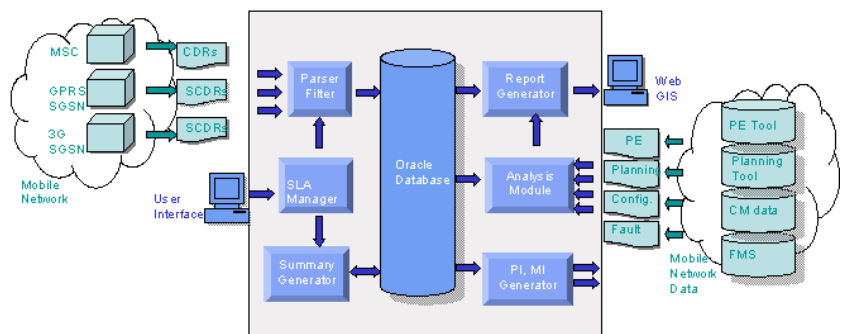 MSC
CDRs
GPRS
SGSN
SCDRs
3G
SGSN
SCDRs
Mobile
Network
User
Interface
Parser
Filter
SLA
Manager
Summary
Generator
Oracle
Database
Report
Generator
Analysis
Module
PI, MI
Generator
Web
GIS
PE
Planning
Config.
Fault
PE Tool
Planning
Tool
CM data
FMS
Mobile
Network
Data